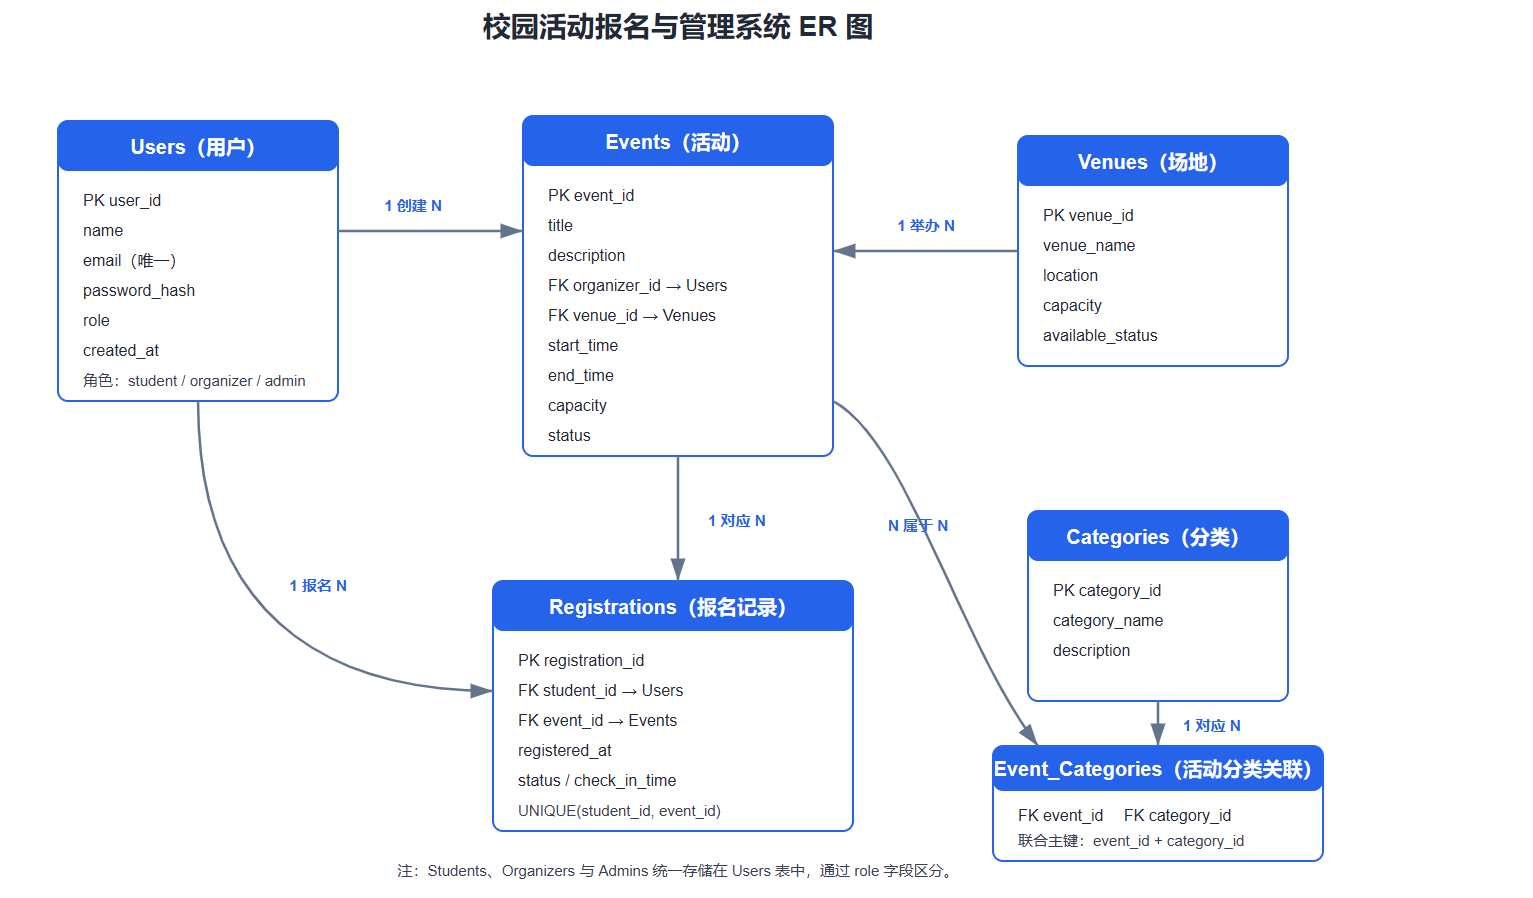 校园活动报名与管理系统 ER 图
Users（用户）
PK user_id
name
email（唯一）
password_hash
role
created_at
角色：student / organizer / admin
1 创建 N
Events（活动）
PK event_id
title
description
FK organizer_id → Users
FK venue_id → Venues
start_time
end_time
capacity
status
1 举办 N
Venues（场地）
PK venue_id
venue_name
location
capacity
available_status
1 报名 N
1 对应 N
N 属于 N
Registrations（报名记录）
PK registration_id
FK student_id → Users
FK event_id → Events
registered_at
status / check_in_time
UNIQUE(student_id, event_id)
Categories（分类）
PK category_id
category_name
description
1 对应 N
Event_Categories（活动分类关联）
FK event_id FK category_id
联合主键：event_id + category_id
注：Students、Organizers 与 Admins 统一存储在 Users 表中，通过 role 字段区分。